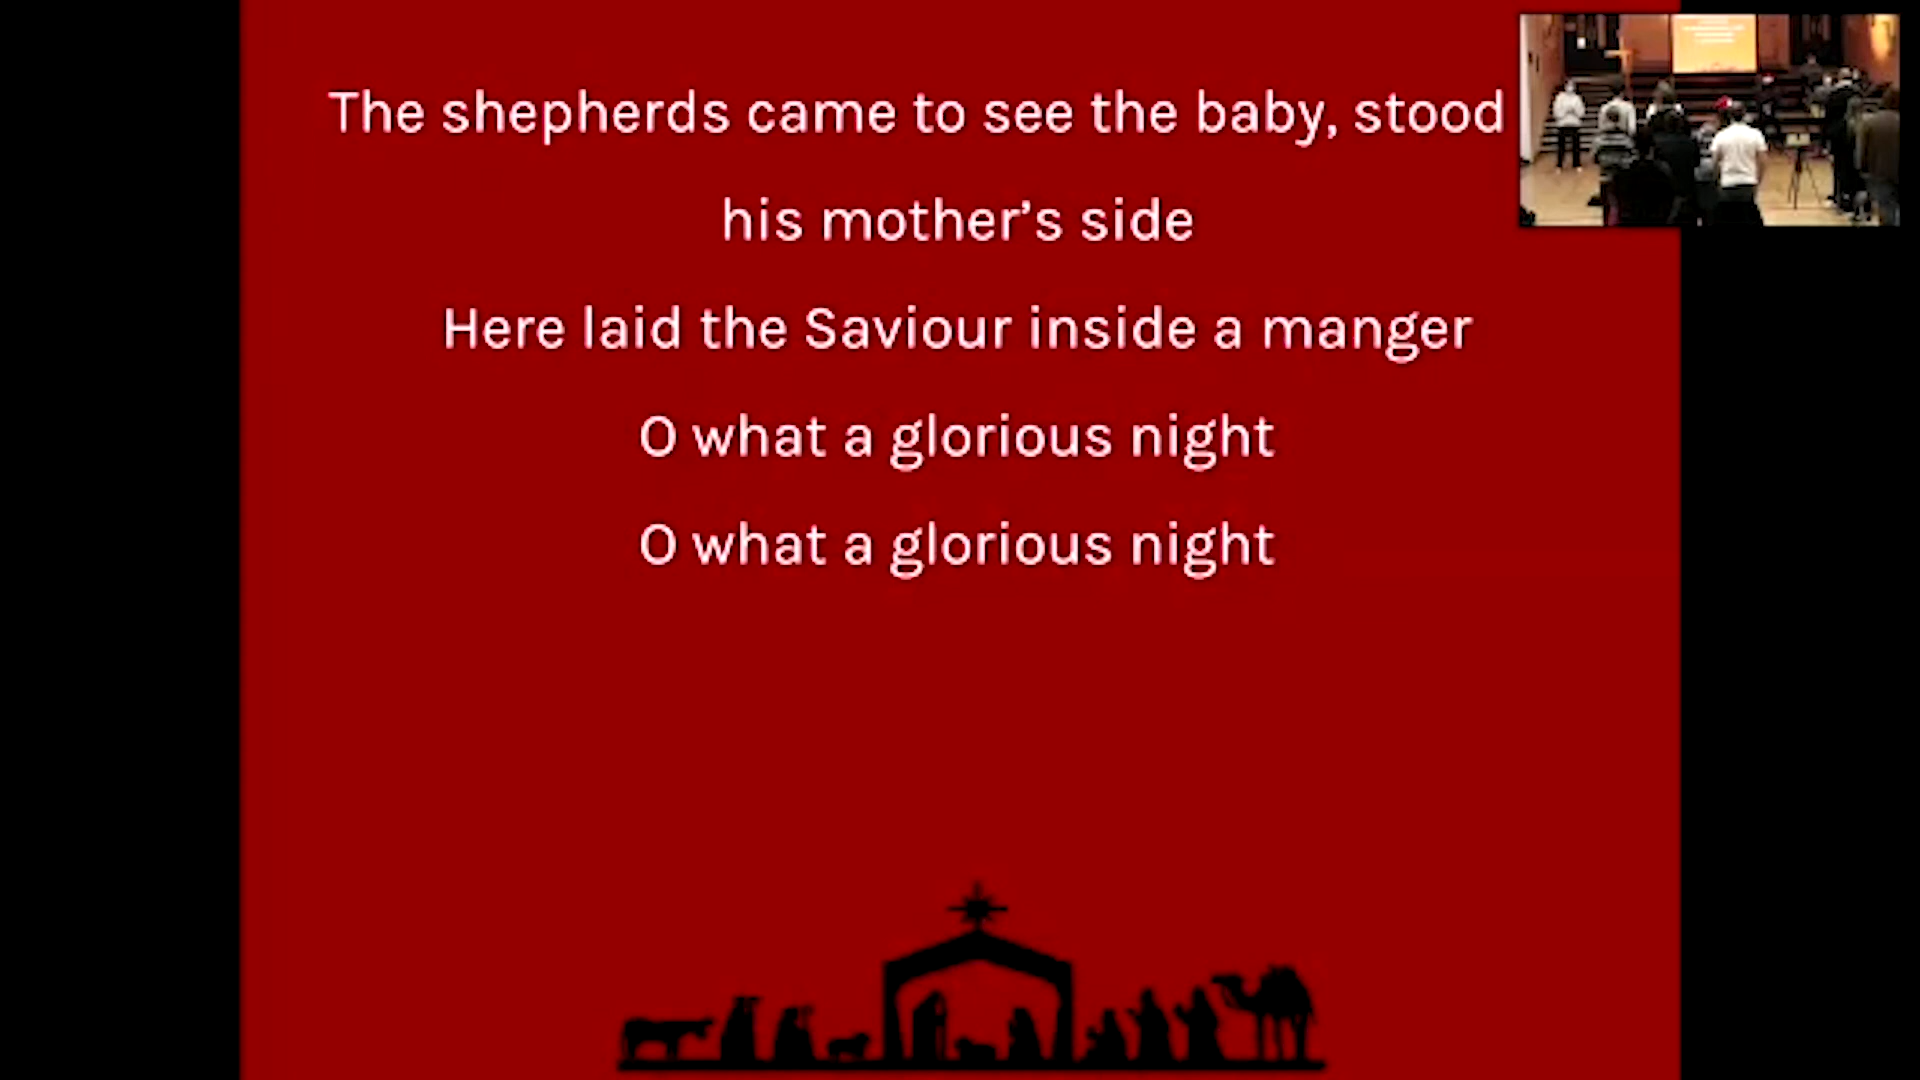 The shepherds came to see the baby, stood
his mother’s side
Here laid the Saviour inside a manger
O what a glorious night
O what a glorious night